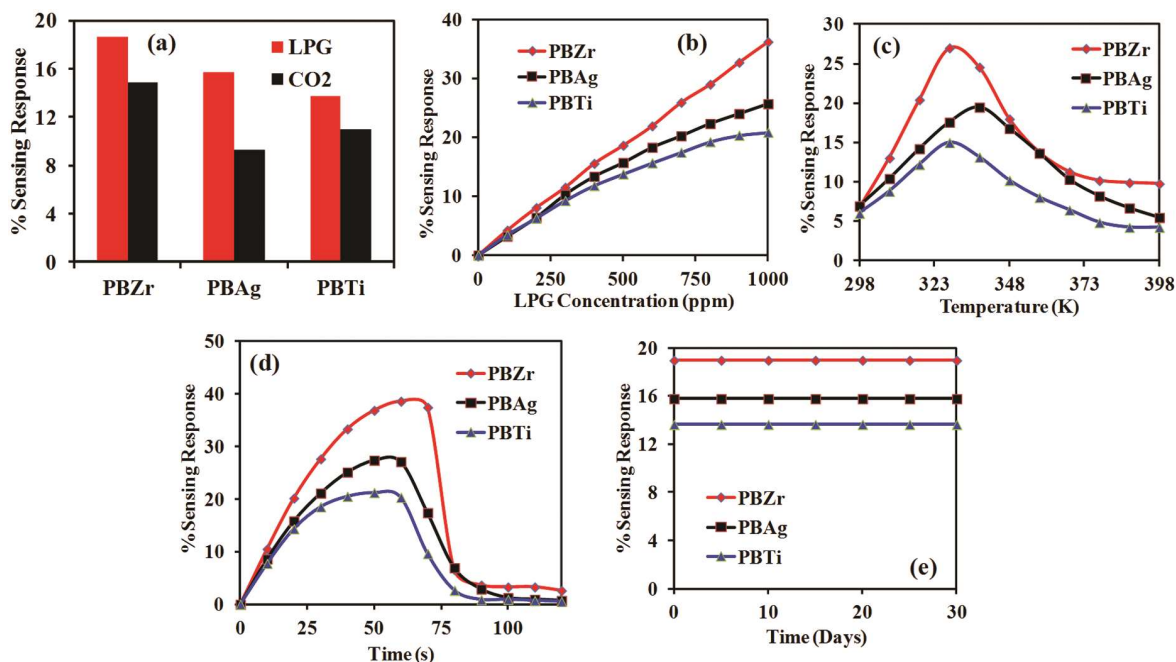 20
16
12
8
4
0
% Sensing Response
(a)
LPG
CO2
PBZr PBAg PBTi
40
30
20
10
0
% Sensing Response
(b)
PBZr
PBAg
PBTi
0 250 500 750 1000
LPG Concentration (ppm)
30
25
20
15
10
5
0
% Sensing Response
(c)
PBZr
PBAg
PBTi
298 323 348 373 398
Temperature (K)
50
40
30
20
10
0
% Sensing Response
(d)
PBZr
PBAg
PBTi
0 25 50 75 100
Time (s)
20
16
12
8
4
0
% Sensing Response
PBZr
PBAg
PBTi
(e)
0 10 20 30
Time (Days)